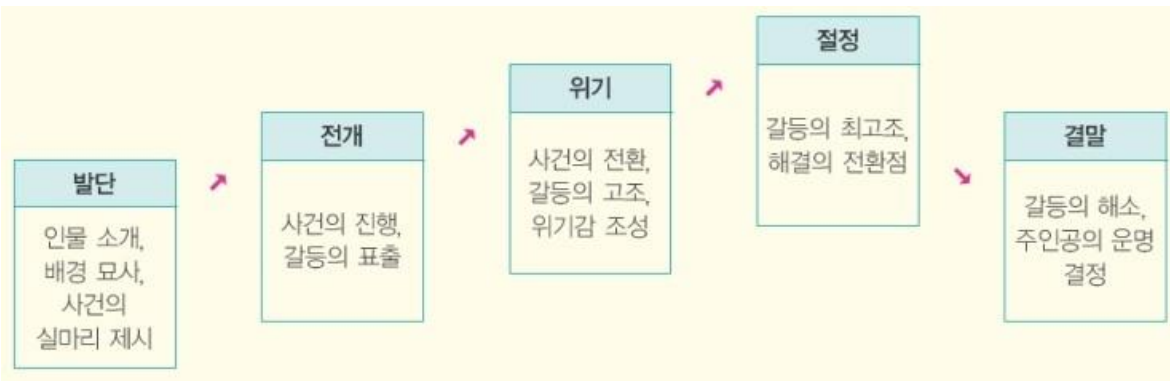 발단
인물 소개,
배경 묘사,
사건의
실마리 제시
전개
사건의 진행,
갈등의 표출
위기
사건의 전환,
갈등의 고조,
위기감 조성
절정
갈등의 최고조,
해결의 전환점
결말
갈등의 해소,
주인공의 운명
결정